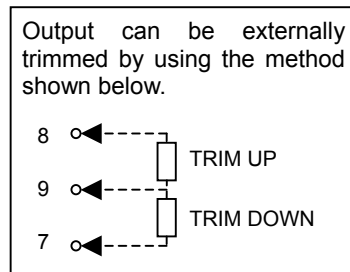 Output can be externally
trimmed by using the method
shown below.
8
TRIM UP
9
TRIM DOWN
7